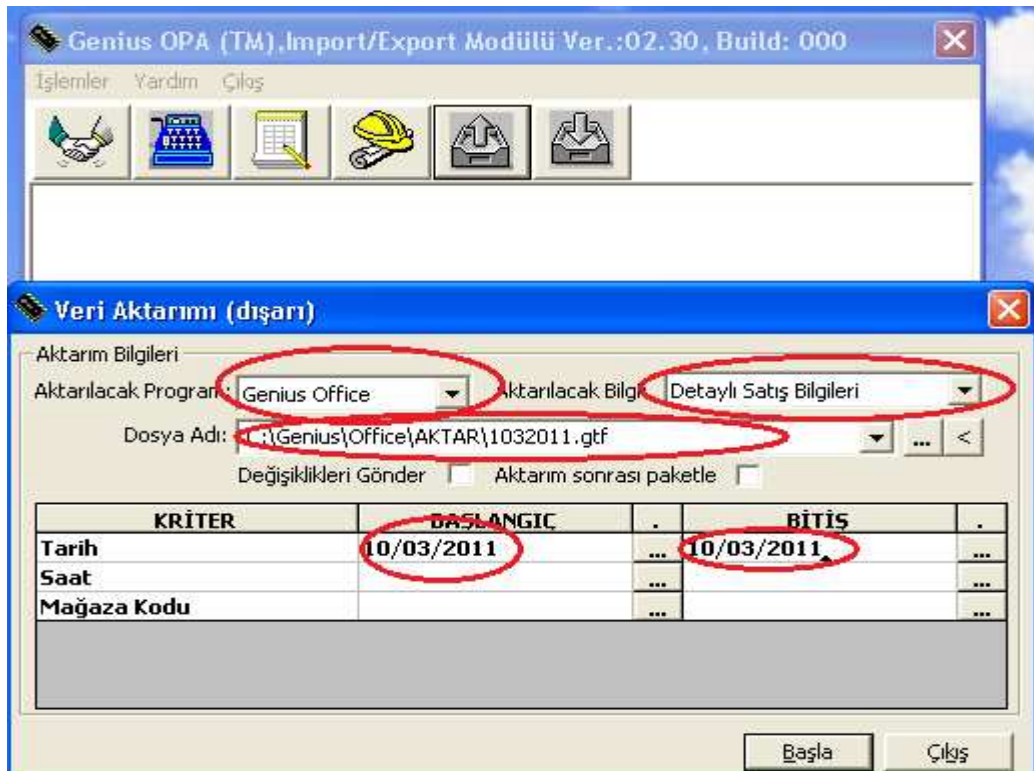 Genius OPA (TM),Import/Export Modülü Ver.:02.30, Build: 000
İşlemler Yardım Çıkış
Veri Aktarımı (dışarı)
Aktarım Bilgileri
Aktarılacak Program: Genius Office Aktarılacak Bilgi Detaylı Satış Bilgileri
Dosya Adı: C:\Genius\Office\AKTAR\1032011.gtf ... <
Değişiklikleri Gönder Aktarım sonrası paketle
KRİTER BAŞLANGIÇ . BİTİŞ .
Tarih 10/03/2011 ... 10/03/2011 ...
Saat ... ...
Mağaza Kodu ... ...
Başla Çıkış